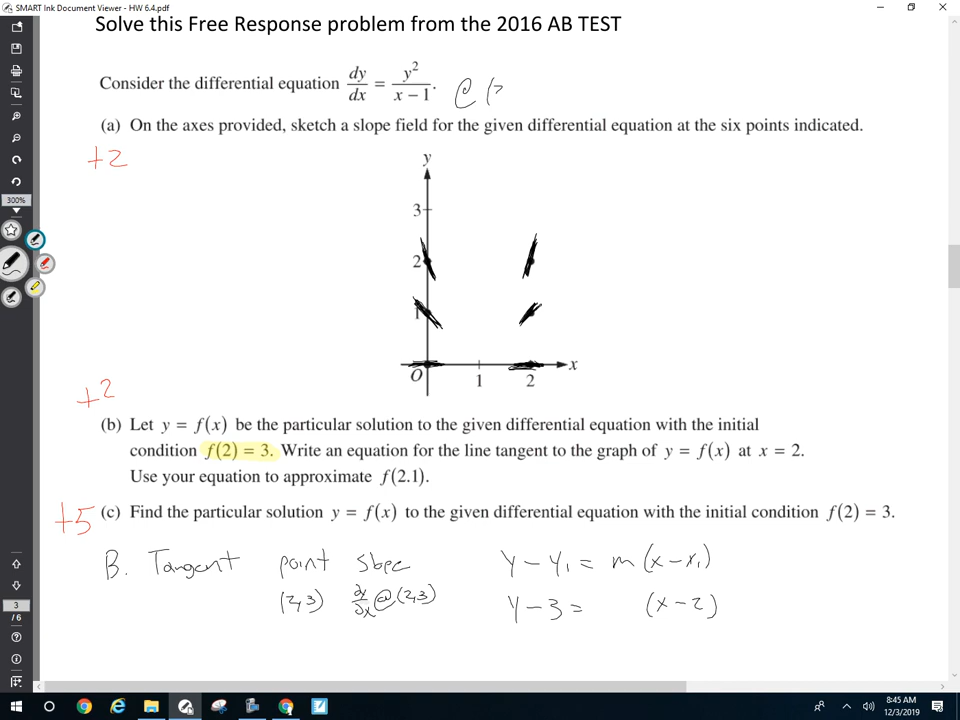 SMART Ink Document Viewer - HW 6.4.pdf
Solve this Free Response problem from the 2016 AB TEST
Consider the differential equation dy/dx = y²/(x − 1). @ (
(a) On the axes provided, sketch a slope field for the given differential equation at the six points indicated.
+2
y
300%
3
2
1
O 1 2 x
+2
(b) Let y = f(x) be the particular solution to the given differential equation with the initial
condition f(2) = 3. Write an equation for the line tangent to the graph of y = f(x) at x = 2.
Use your equation to approximate f(2.1).
+5 (c) Find the particular solution y = f(x) to the given differential equation with the initial condition f(2) = 3.
B. Tangent point slope y − y₁ = m(x − x₁)
(2,3) dy/dx @ (2,3) y − 3 = (x − 2)
3
/ 6
8:45 AM
12/3/2019